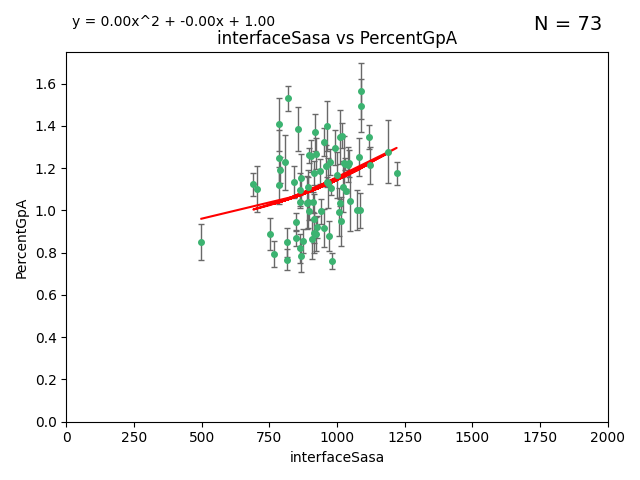 y = 0.00x^2 + -0.00x + 1.00
N = 73
interfaceSasa vs PercentGpA
PercentGpA
1.6
1.4
1.2
1.0
0.8
0.6
0.4
0.2
0.0
0 250 500 750 1000 1250 1500 1750 2000
interfaceSasa